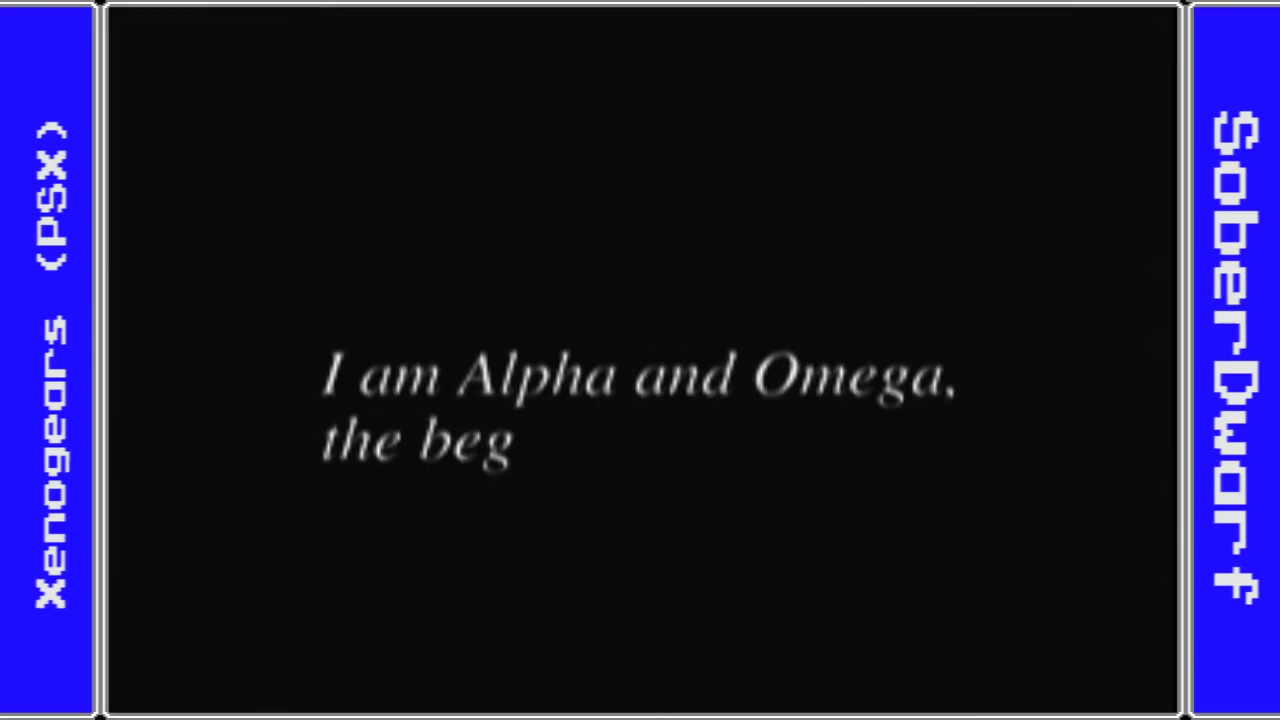 Xenogears (PSX)
I am Alpha and Omega,
the beg
SoberDwarf